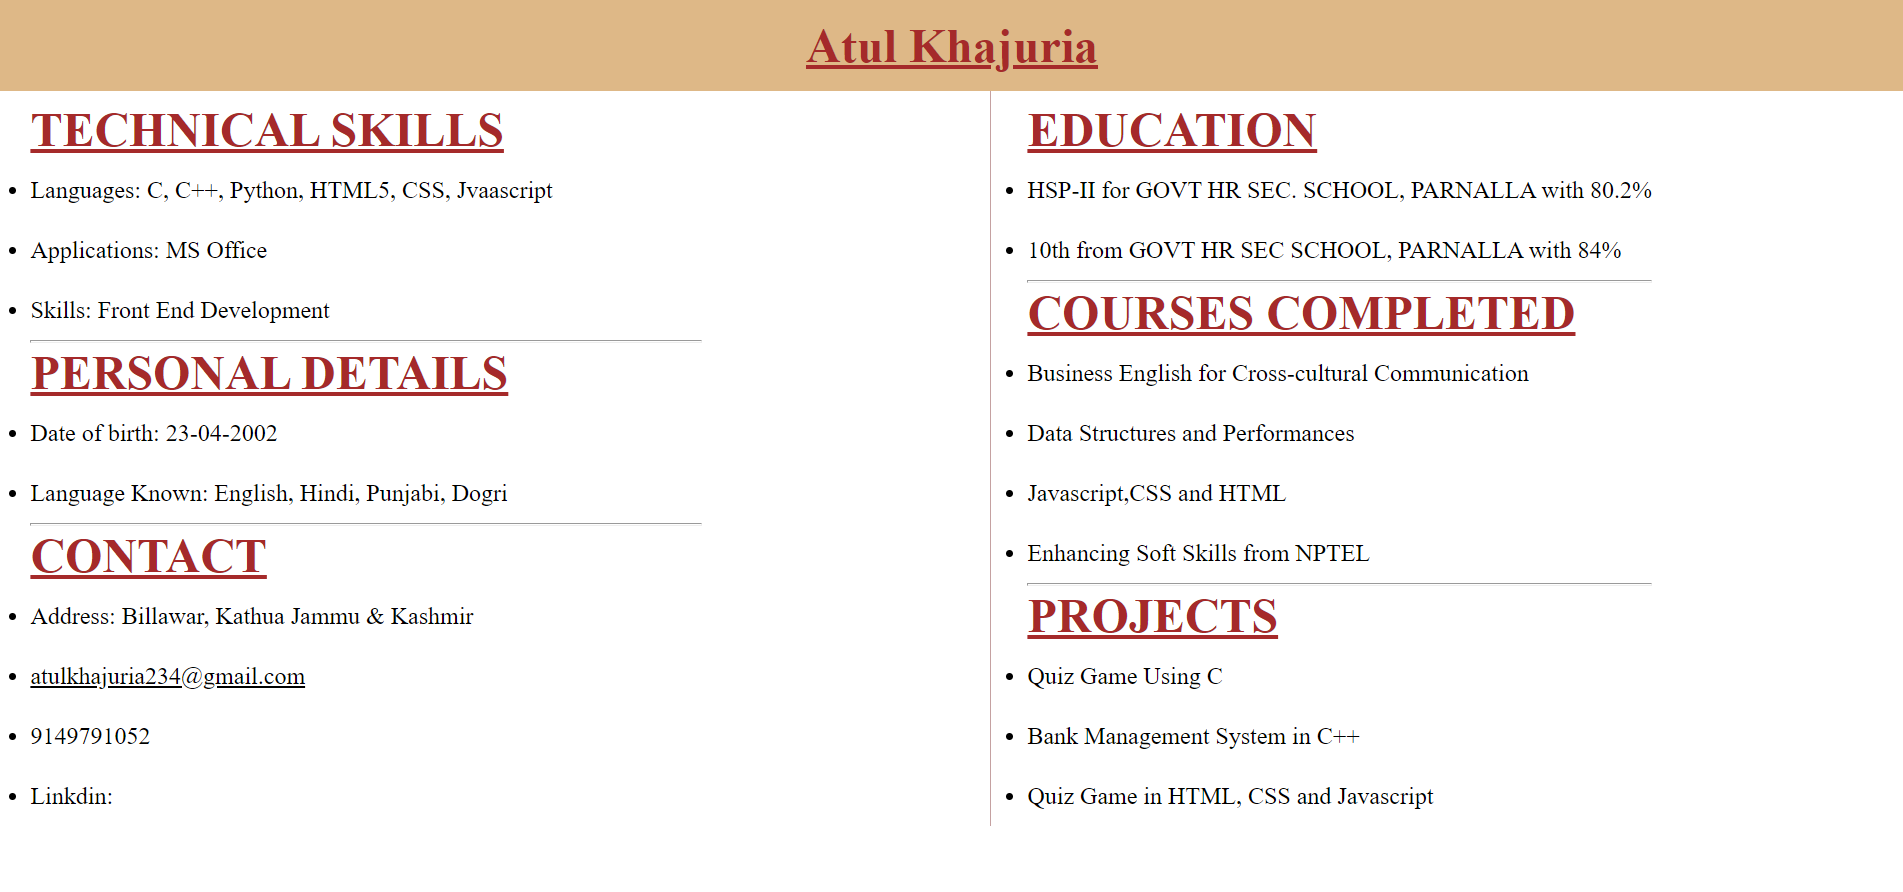 Atul Khajuria
TECHNICAL SKILLS
Languages: C, C++, Python, HTML5, CSS, Jvaascript
Applications: MS Office
Skills: Front End Development
PERSONAL DETAILS
Date of birth: 23-04-2002
Language Known: English, Hindi, Punjabi, Dogri
CONTACT
Address: Billawar, Kathua Jammu & Kashmir
atulkhajuria234@gmail.com
9149791052
Linkdin:
EDUCATION
HSP-II for GOVT HR SEC. SCHOOL, PARNALLA with 80.2%
10th from GOVT HR SEC SCHOOL, PARNALLA with 84%
COURSES COMPLETED
Business English for Cross-cultural Communication
Data Structures and Performances
Javascript,CSS and HTML
Enhancing Soft Skills from NPTEL
PROJECTS
Quiz Game Using C
Bank Management System in C++
Quiz Game in HTML, CSS and Javascript